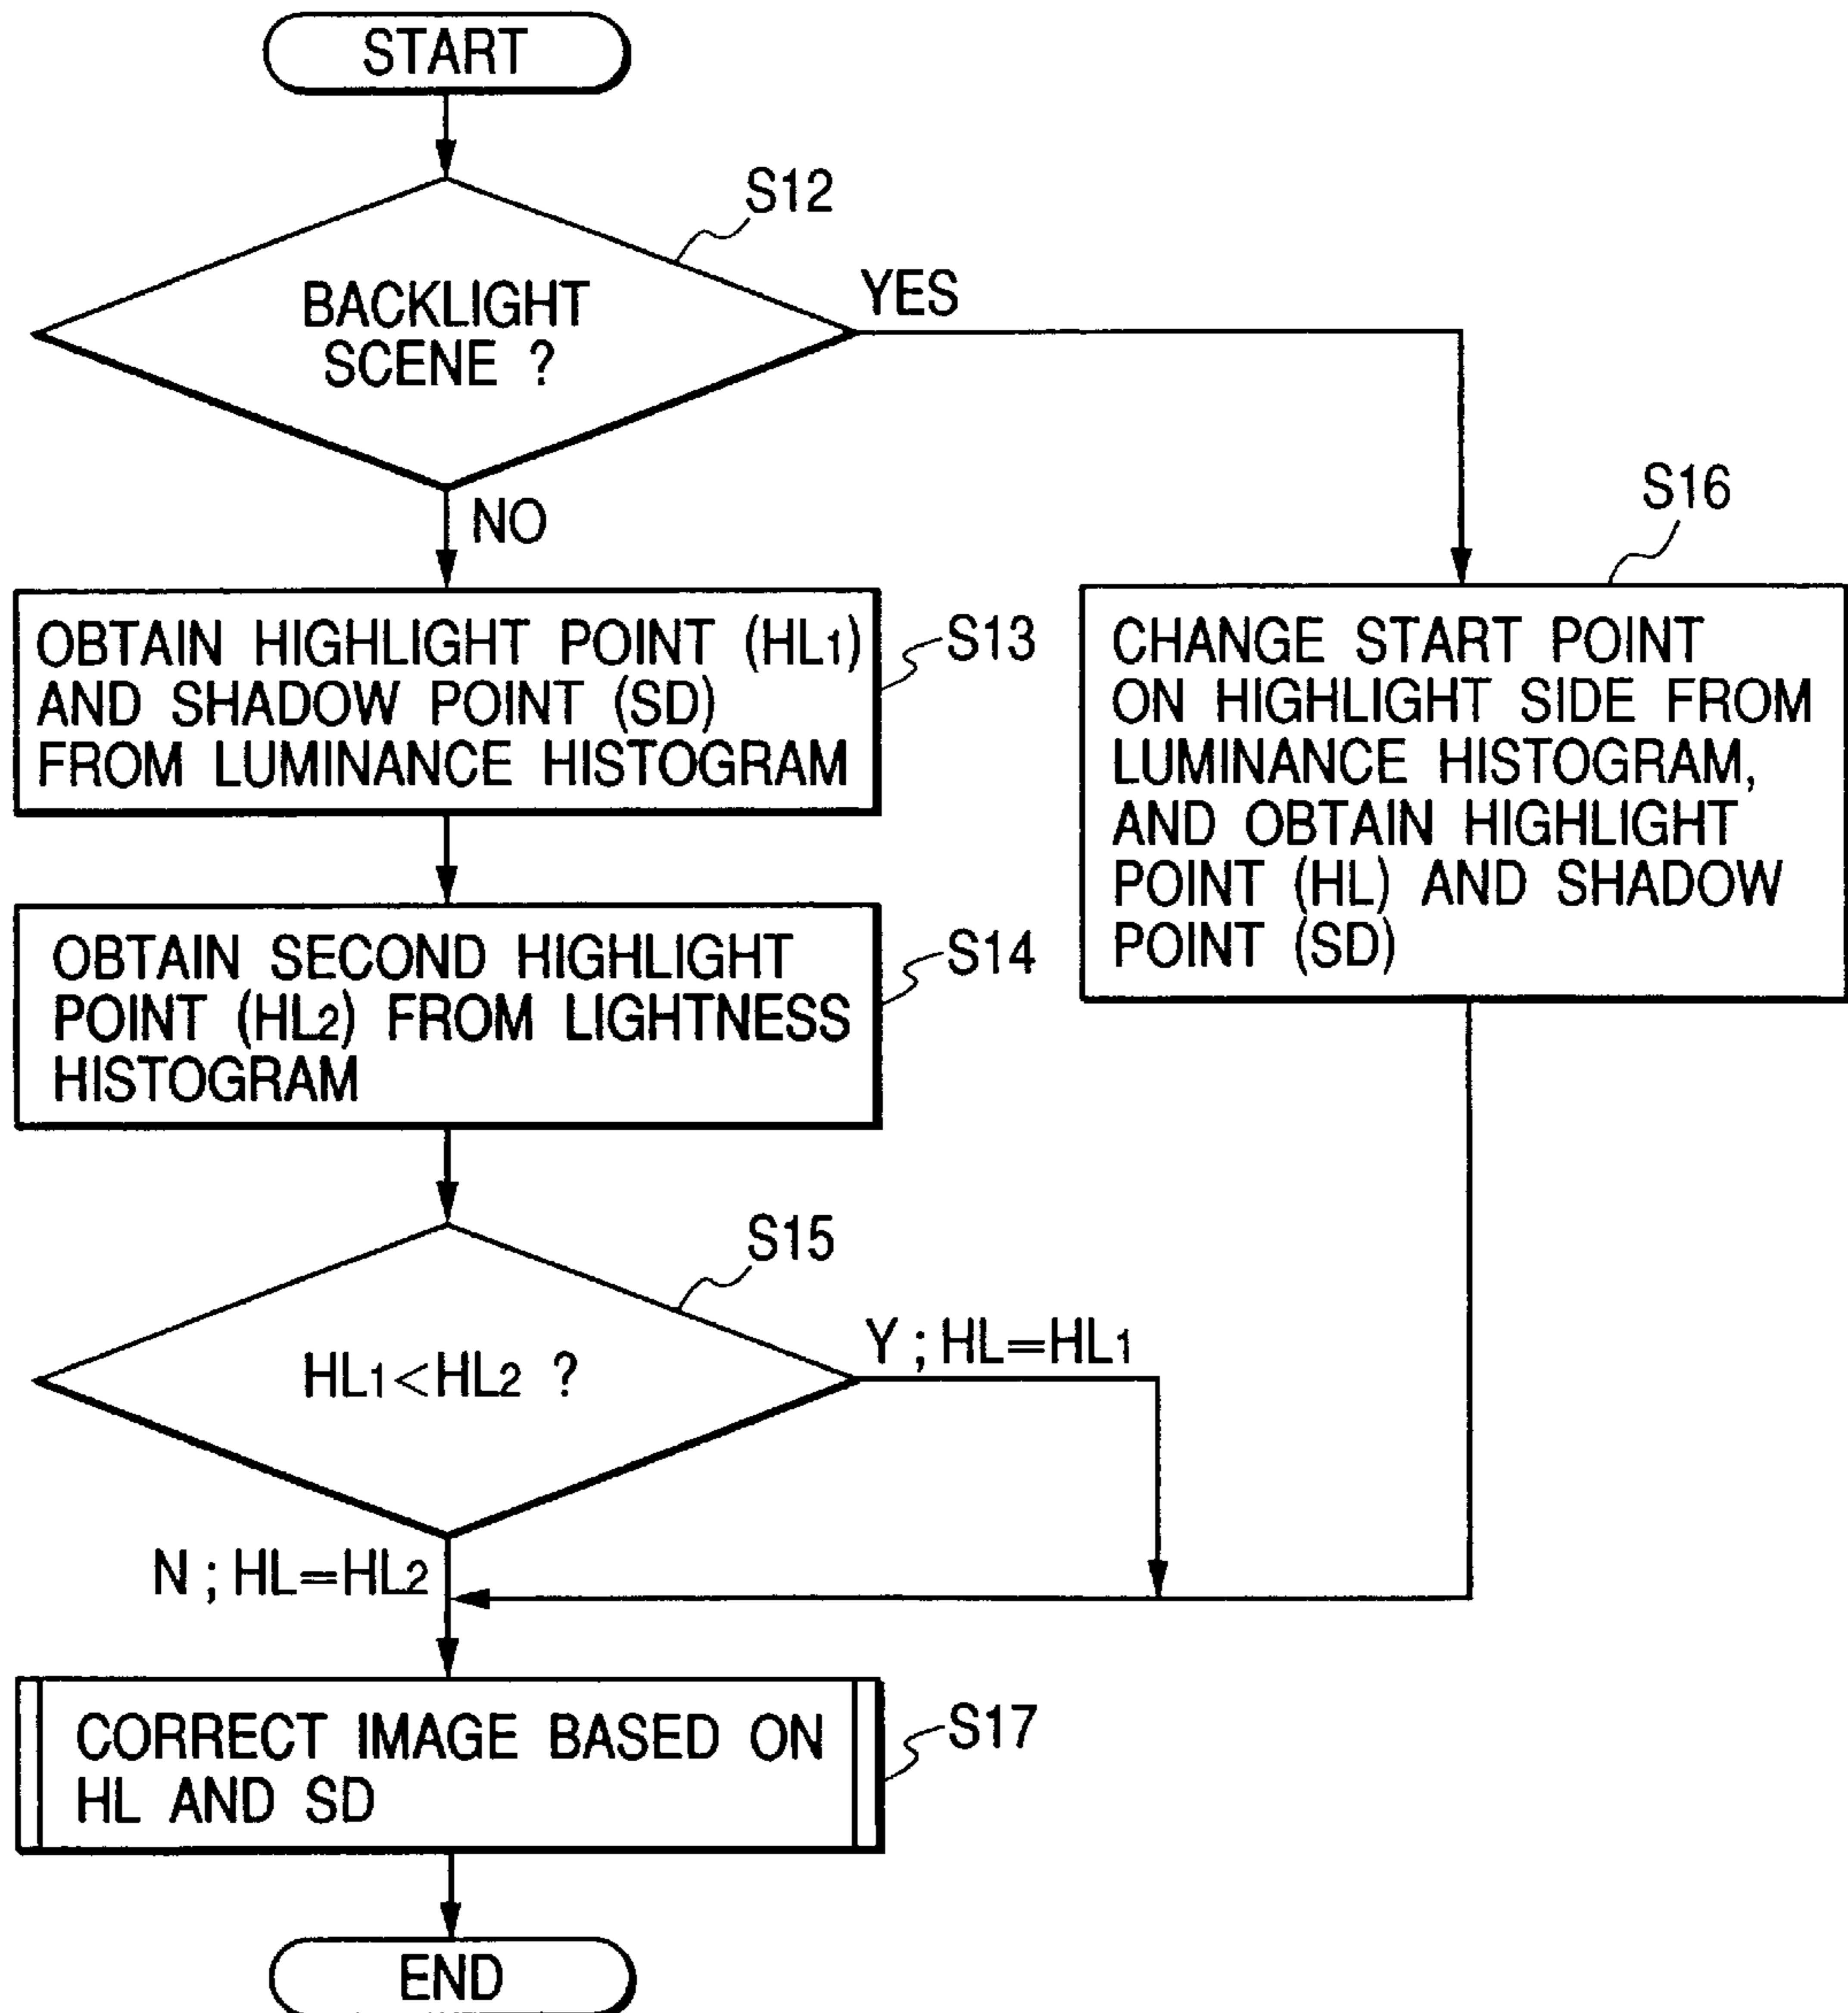 START
S12
BACKLIGHT
SCENE ?
YES
NO
S16
OBTAIN HIGHLIGHT POINT (HL1)
AND SHADOW POINT (SD)
FROM LUMINANCE HISTOGRAM
S13
CHANGE START POINT
ON HIGHLIGHT SIDE FROM
LUMINANCE HISTOGRAM,
AND OBTAIN HIGHLIGHT
POINT (HL) AND SHADOW
POINT (SD)
OBTAIN SECOND HIGHLIGHT
POINT (HL2) FROM LIGHTNESS
HISTOGRAM
S14
S15
HL1<HL2 ?
Y ; HL=HL1
N ; HL=HL2
CORRECT IMAGE BASED ON
HL AND SD
S17
END